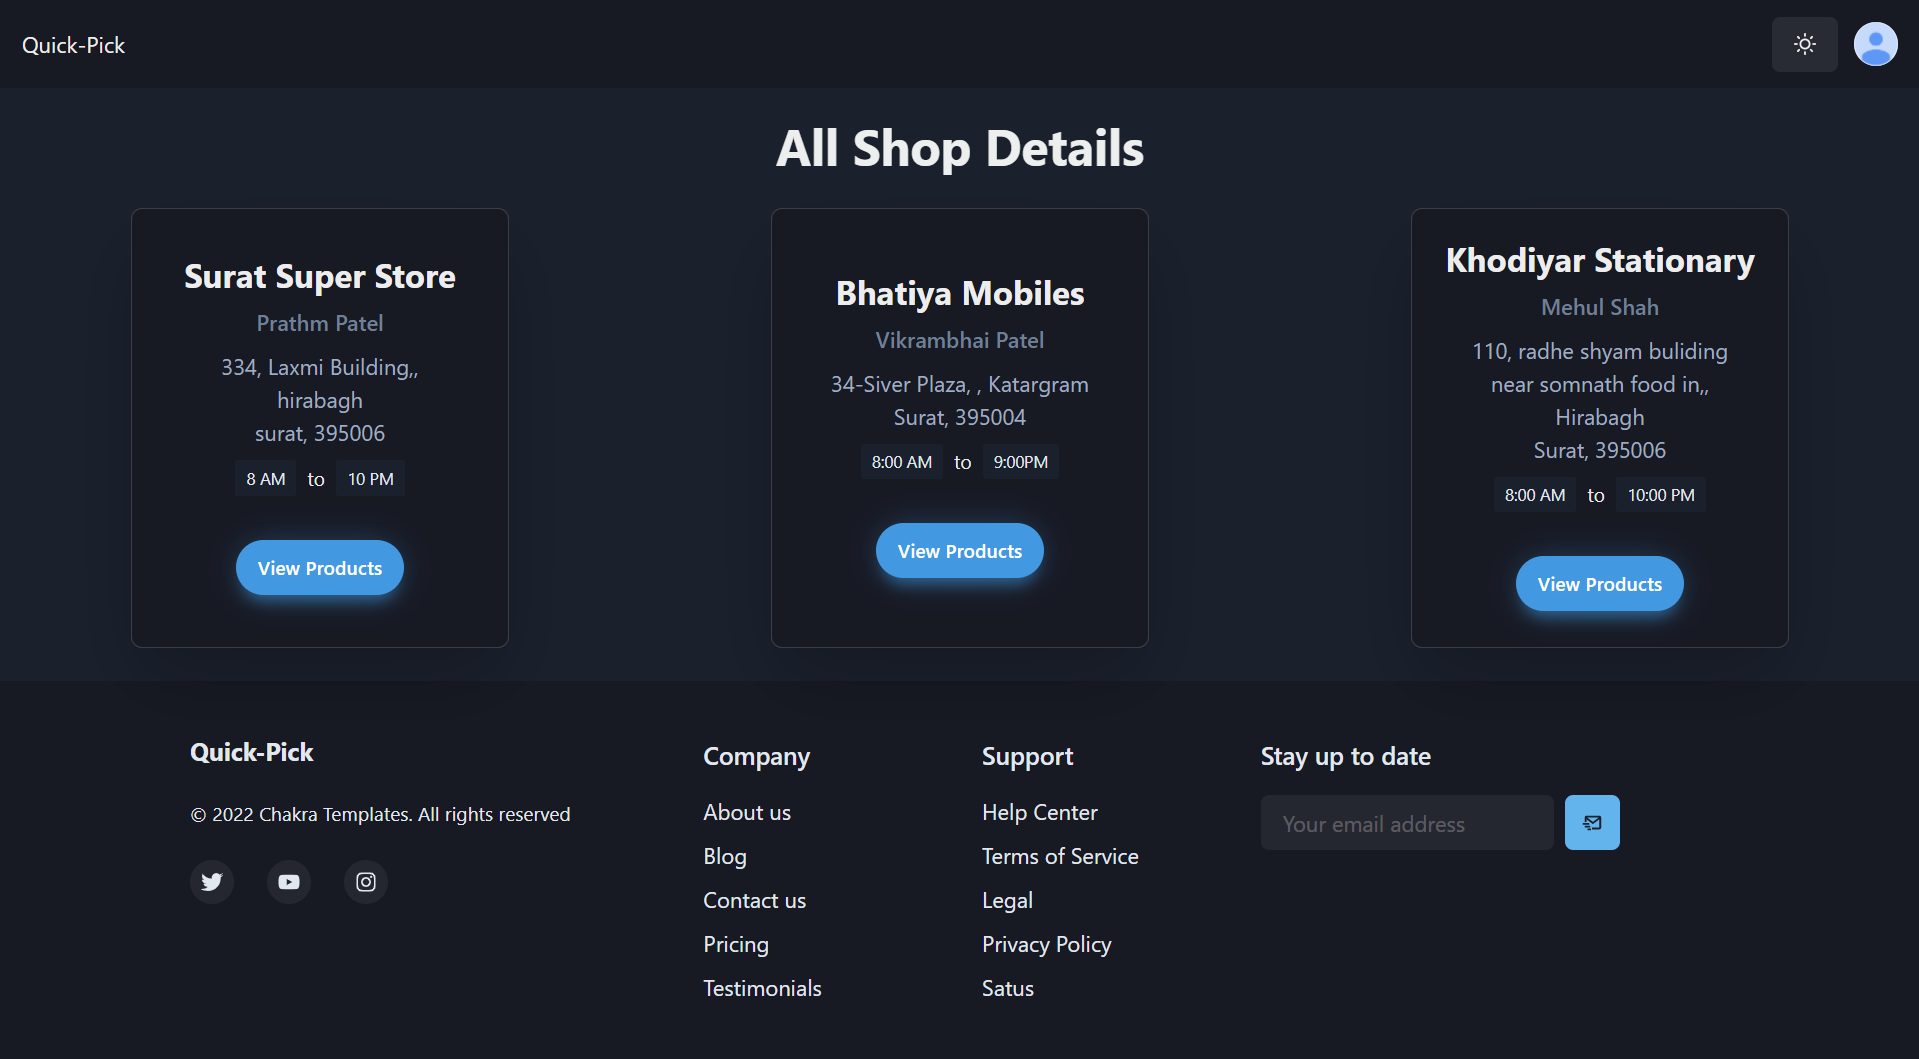 Quick-Pick
All Shop Details
Surat Super Store
Prathm Patel
334, Laxmi Building,,
hirabagh
surat, 395006
8 AM to 10 PM
View Products
Bhatiya Mobiles
Vikrambhai Patel
34-Siver Plaza, , Katargram
Surat, 395004
8:00 AM to 9:00PM
View Products
Khodiyar Stationary
Mehul Shah
110, radhe shyam buliding
near somnath food in,,
Hirabagh
Surat, 395006
8:00 AM to 10:00 PM
View Products
Quick-Pick
© 2022 Chakra Templates. All rights reserved
Company
About us
Blog
Contact us
Pricing
Testimonials
Support
Help Center
Terms of Service
Legal
Privacy Policy
Satus
Stay up to date
Your email address